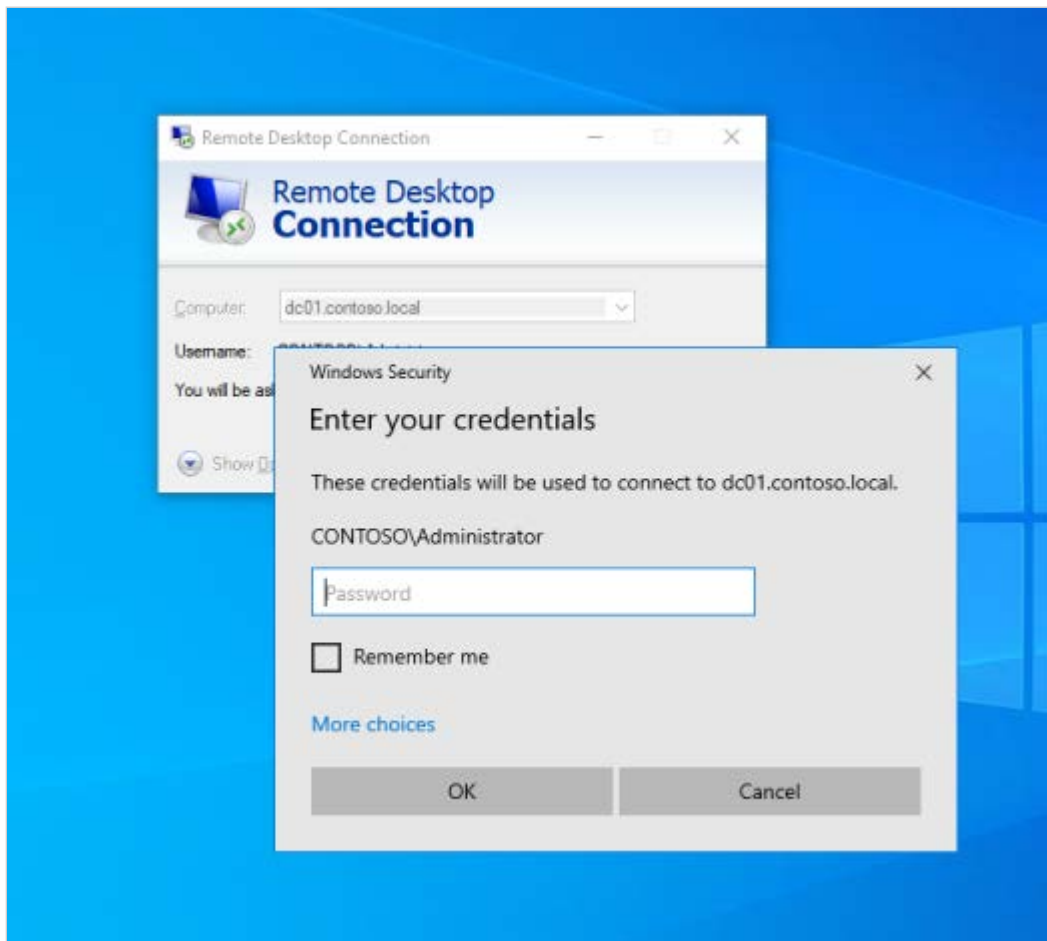 Remote Desktop Connection
Remote Desktop
Connection
Computer:
dc01.contoso.local
Username:
You will be
Show
Windows Security
Enter your credentials
These credentials will be used to connect to dc01.contoso.local.
CONTOSO\Administrator
Password
Remember me
More choices
OK
Cancel